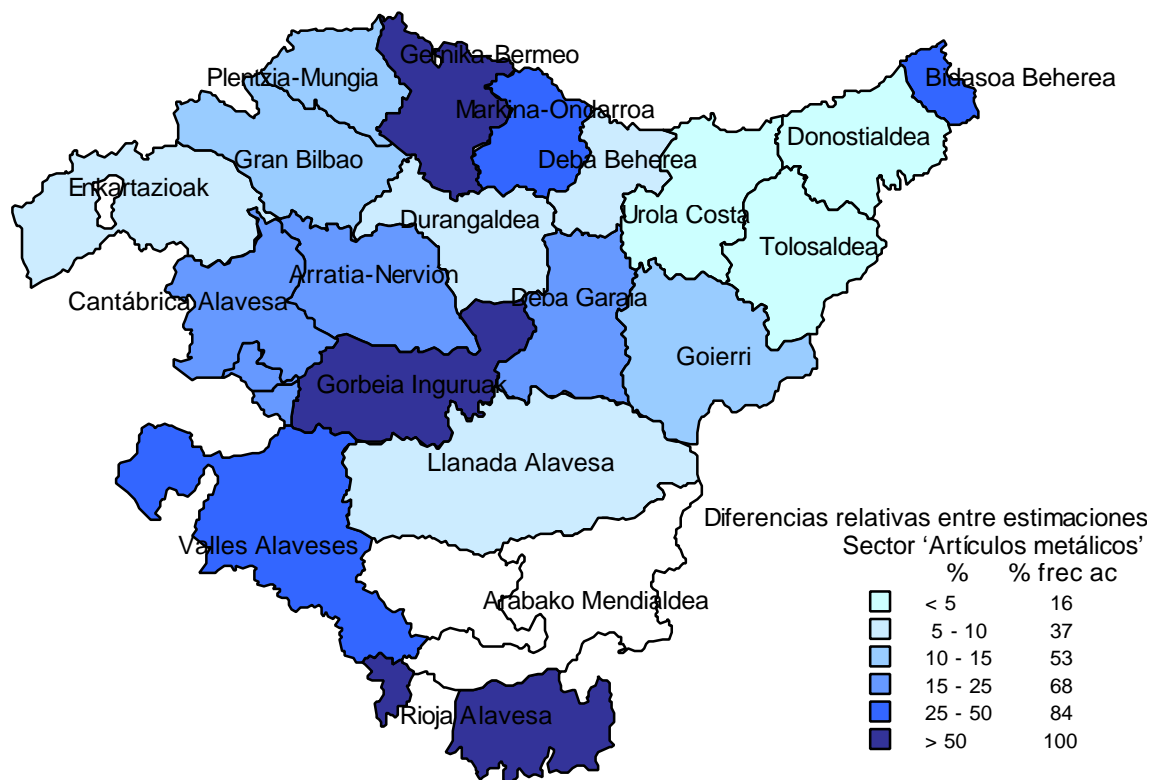 Gernika-Bermeo
Plentzia-Mungia
Bidasoa Beherea
Markina-Ondarroa
Donostialdea
Gran Bilbao
Deba Beherea
Enkartazioak
Durangaldea
Urola Costa
Tolosaldea
Arratia-Nervión
Cantábrica Alavesa
Deba Garaia
Goierri
Gorbeia Inguruak
Llanada Alavesa
Valles Alaveses
Arabako Mendialdea
Rioja Alavesa
Diferencias relativas entre estimaciones
Sector ‘Artículos metálicos’
% % frec ac
< 5 16
5 - 10 37
10 - 15 53
15 - 25 68
25 - 50 84
> 50 100